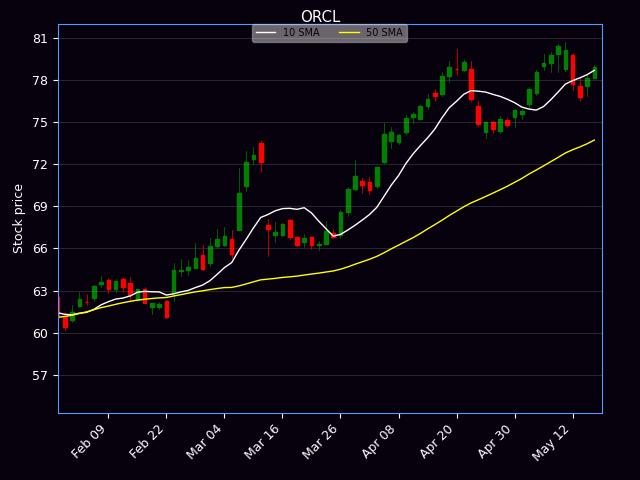 ORCL
10 SMA
50 SMA
Stock price
81
78
75
72
69
66
63
60
57
Feb 09
Feb 22
Mar 04
Mar 16
Mar 26
Apr 08
Apr 20
Apr 30
May 12